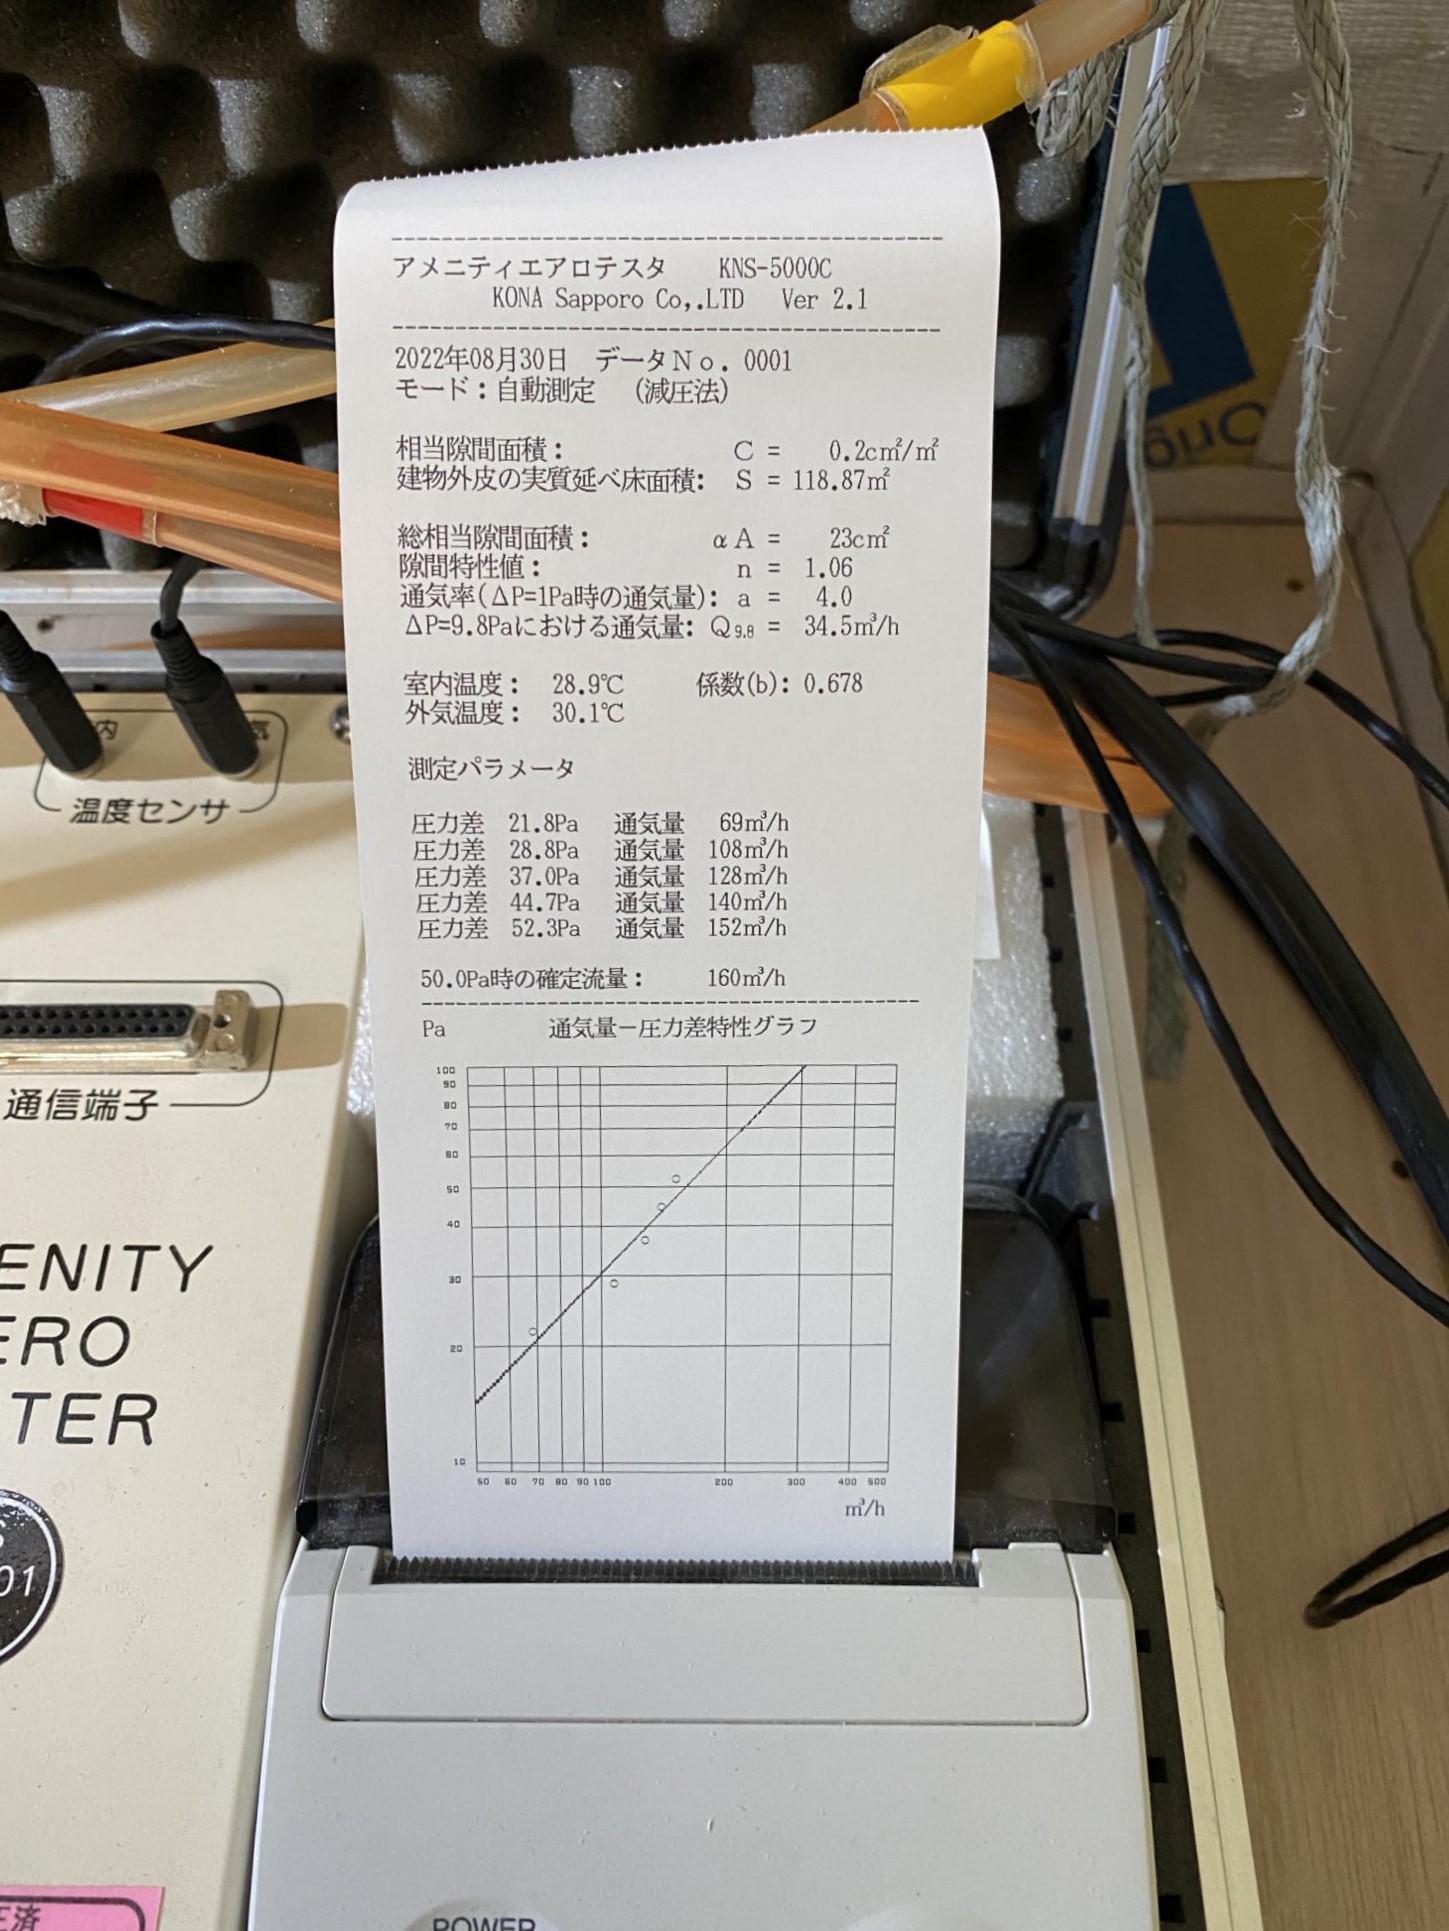 アメニティエアロテスタ KNS-5000C
KONA Sapporo Co,.LTD Ver 2.1
2022年08月30日 データNo. 0001
モード:自動測定 (減圧法)
相当隙間面積: C = 0.2c㎡/㎡
建物外皮の実質延べ床面積: S = 118.87㎡
総相当隙間面積: αA = 23c㎡
隙間特性値: n = 1.06
通気率(ΔP=1Pa時の通気量): a = 4.0
ΔP=9.8Paにおける通気量: Q9.8 = 34.5㎥/h
室内温度: 28.9℃ 係数(b): 0.678
外気温度: 30.1℃
測定パラメータ
圧力差 21.8Pa 通気量 69㎥/h
圧力差 28.8Pa 通気量 108㎥/h
圧力差 37.0Pa 通気量 128㎥/h
圧力差 44.7Pa 通気量 140㎥/h
圧力差 52.3Pa 通気量 152㎥/h
50.0Pa時の確定流量: 160㎥/h
Pa 通気量−圧力差特性グラフ
100
90
80
70
60
50
40
30
20
10
50 60 70 80 90 100 200 300 400 500
㎥/h
内 気
温度センサ
通信端子
ENITY
ERO
TER
01
POWER
Orig